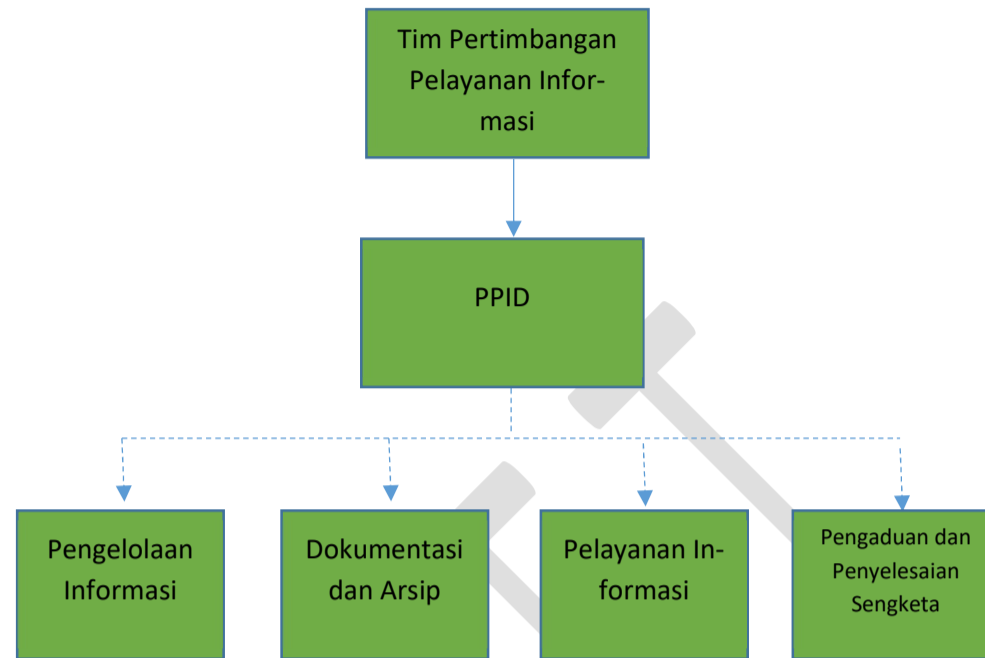 Tim Pertimbangan
Pelayanan Infor-
masi
PPID
Pengelolaan
Informasi
Dokumentasi
dan Arsip
Pelayanan In-
formasi
Pengaduan dan
Penyelesaian
Sengketa